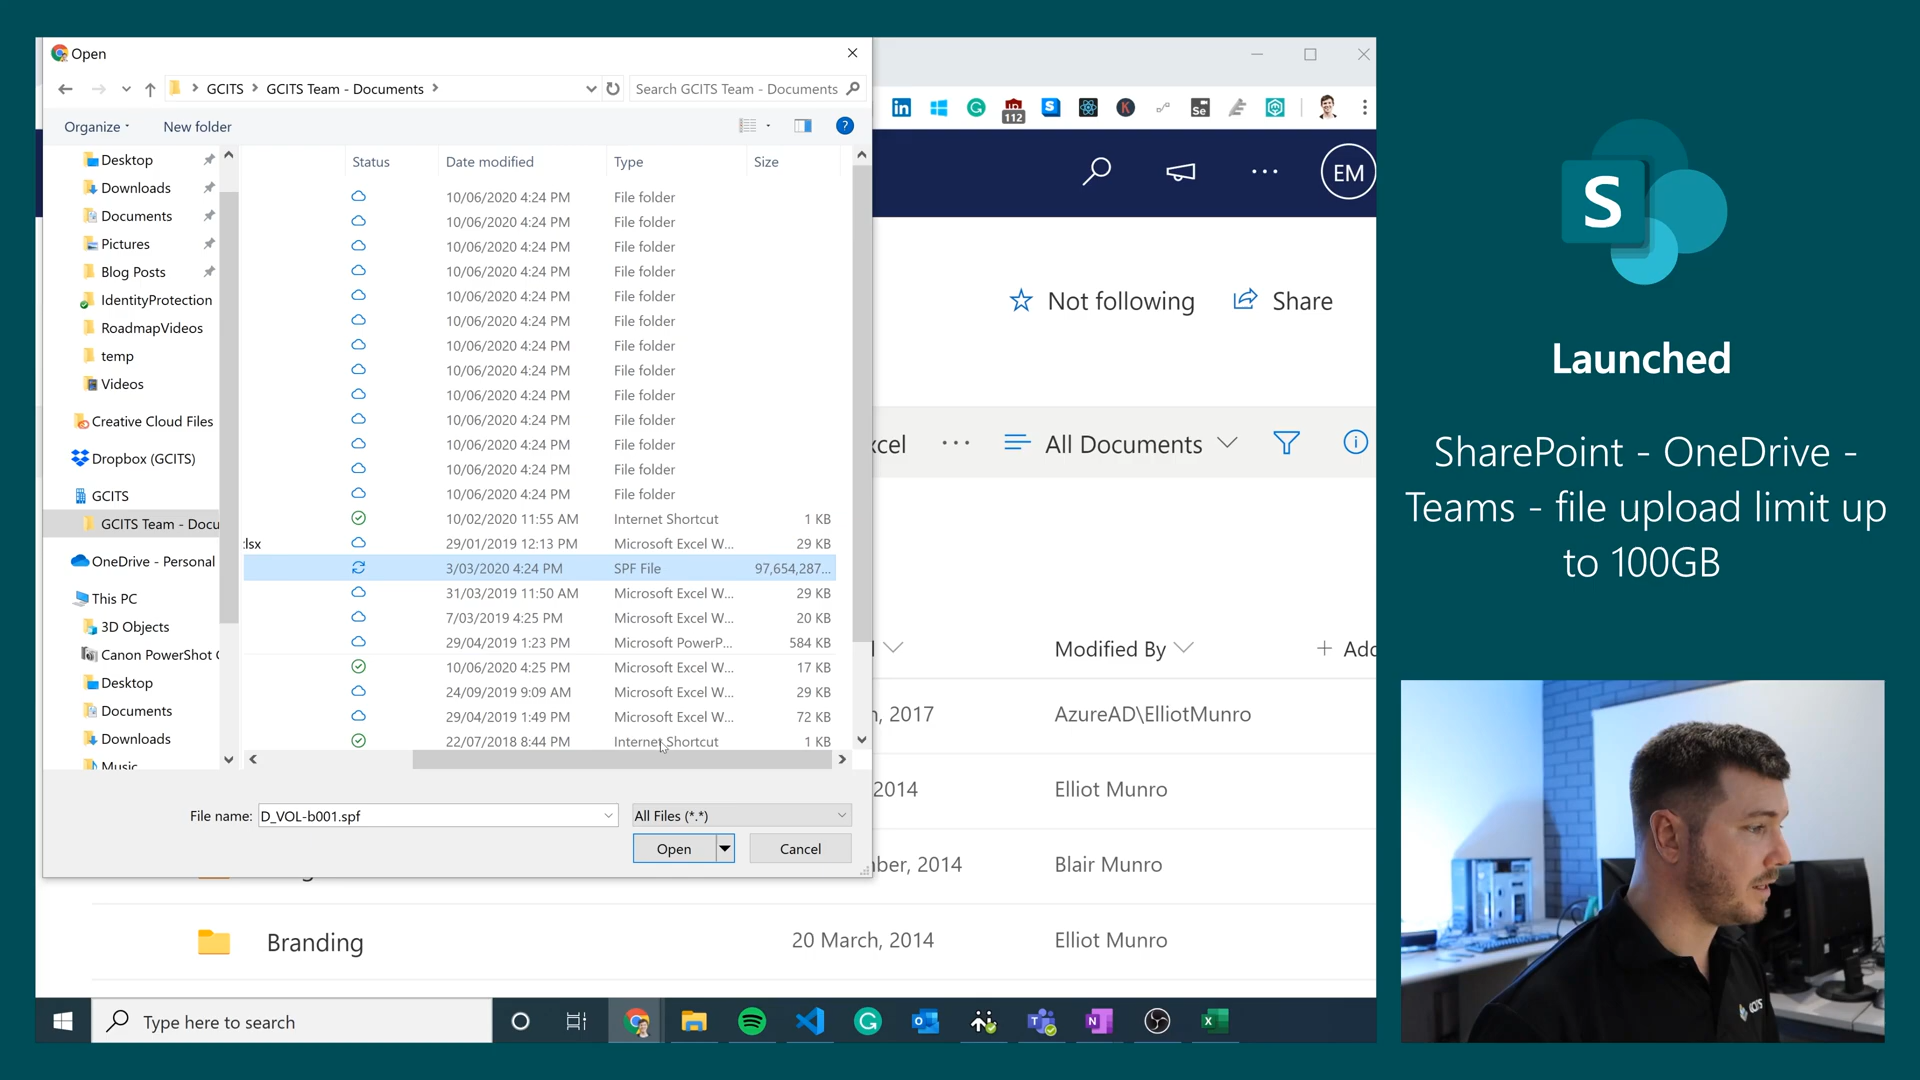 Open
GCITS
GCITS Team - Documents
Search GCITS Team - Documents
Organize
New folder
Status
Date modified
Type
Size
Desktop
Downloads
Documents
Pictures
Blog Posts
IdentityProtection
RoadmapVideos
temp
Videos
Creative Cloud Files
Dropbox (GCITS)
GCITS
GCITS Team - Docu
OneDrive - Personal
This PC
3D Objects
Canon PowerShot
Desktop
Documents
Downloads
Music
10/06/2020 4:24 PM File folder
10/06/2020 4:24 PM File folder
10/06/2020 4:24 PM File folder
10/06/2020 4:24 PM File folder
10/06/2020 4:24 PM File folder
10/06/2020 4:24 PM File folder
10/06/2020 4:24 PM File folder
10/06/2020 4:24 PM File folder
10/06/2020 4:24 PM File folder
10/06/2020 4:24 PM File folder
10/06/2020 4:24 PM File folder
10/06/2020 4:24 PM File folder
10/06/2020 4:24 PM File folder
10/02/2020 11:55 AM Internet Shortcut 1 KB
lsx 29/01/2019 12:13 PM Microsoft Excel W... 29 KB
3/03/2020 4:24 PM SPF File 97,654,287...
31/03/2019 11:50 AM Microsoft Excel W... 29 KB
7/03/2019 4:25 PM Microsoft Excel W... 20 KB
29/04/2019 1:23 PM Microsoft PowerP... 584 KB
10/06/2020 4:25 PM Microsoft Excel W... 17 KB
24/09/2019 9:09 AM Microsoft Excel W... 29 KB
29/04/2019 1:49 PM Microsoft Excel W... 72 KB
22/07/2018 8:44 PM Internet Shortcut 1 KB
File name: D_VOL-b001.spf
All Files (*.*)
Open
Cancel
112
Se
EM
Not following
Share
xcel
All Documents
Modified By
Add
h, 2017 AzureAD\ElliotMunro
2014 Elliot Munro
ber, 2014 Blair Munro
Branding 20 March, 2014 Elliot Munro
Type here to search
S
Launched
SharePoint - OneDrive -
Teams - file upload limit up
to 100GB
GCITS